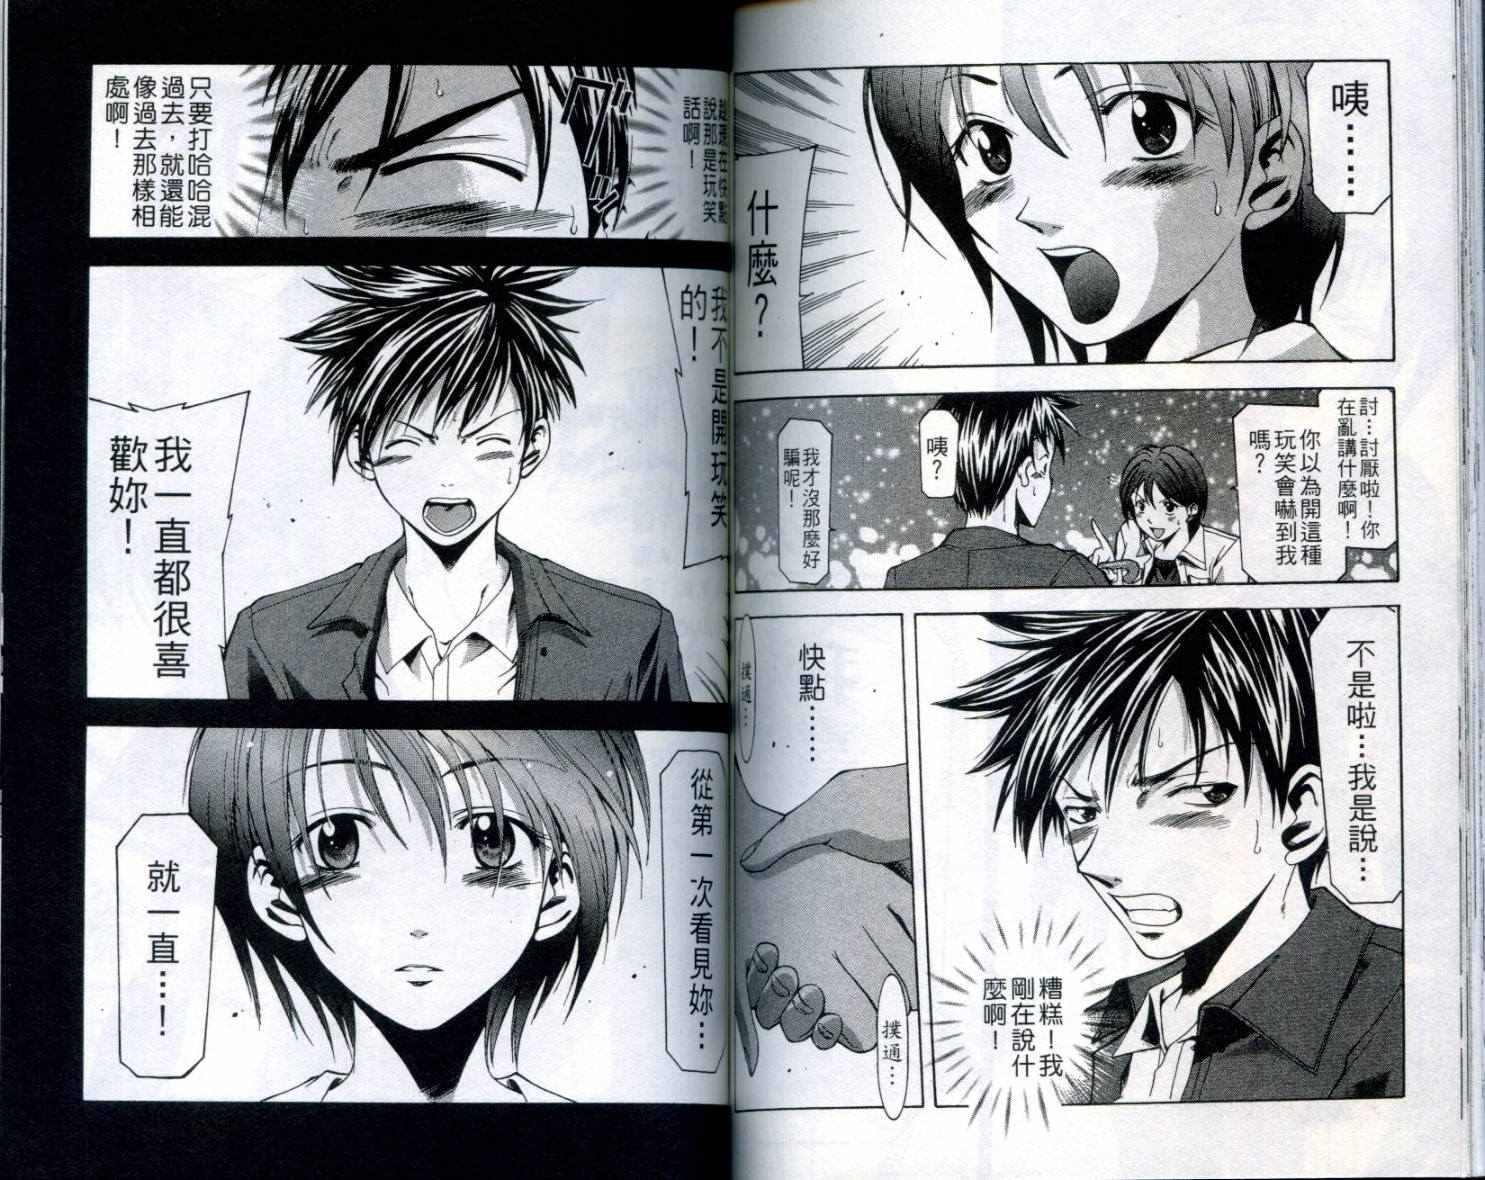 咦……
什麼？
討…討厭啦！你
在亂講什麼啊！
你以為開這種
玩笑會嚇到我
嗎？
咦？
我才沒那麼好
騙呢！
不是啦…我是說…
糟糕！我
剛在說什
麼啊！
快點……
撲通…
撲通…
趁現在快點
說那是玩笑
話啊！
只要打哈哈混
過去，就還能
像過去那樣相
處啊！
我不是開玩笑
的！
我一直都很喜
歡妳！
從第一次看見妳…
就一直…！